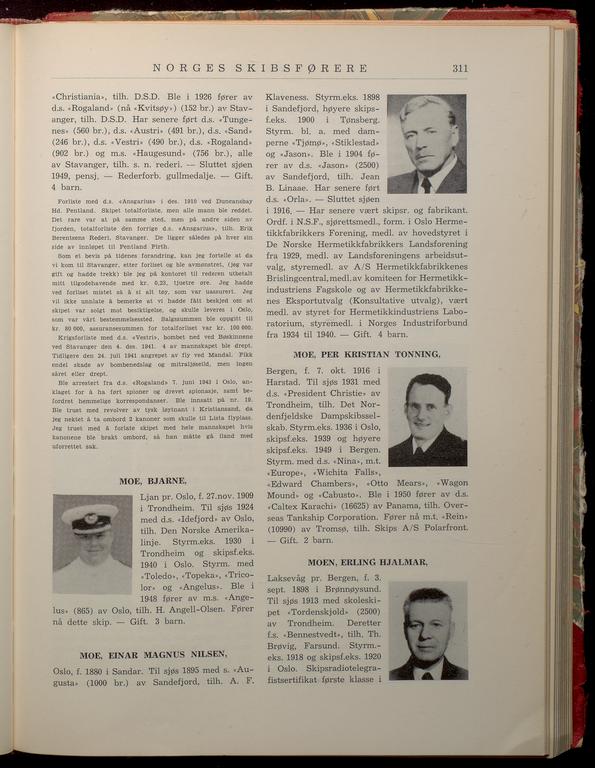 NORGES SKIBSFØRERE 311
«Christiania», tilh. D.S.D. Ble i 1926 fører av
d.s. «Rogaland» (nå «Kvitsøy») (152 br.) av Stav-
anger, tilh. D.S.D. Har senere ført d.s. «Tunge-
nes» (560 br.), d.s. «Austri» (491 br.), d.s. «Sand»
(246 br.), d.s. «Vestri» (490 br.), d.s. «Rogaland»
(902 br.) og m.s. «Haugesund» (756 br.), alle
av Stavanger, tilh. s. n. rederi. — Sluttet sjøen
1949, pensj. — Rederforb. gullmedalje. — Gift.
4 barn.
Forliste med d.s. «Ansgarius» i des. 1918 ved Duncansbay
Hd. Pentland. Skipet totalforliste, men alle mann ble reddet.
Det rare var at på samme sted, men på andre siden av
fjorden, totalforliste den forrige d.s. «Ansgarius», tilh. Erik
Berentsens Rederi, Stavanger. De ligger således på hver sin
side av innløpet til Pentland Firth.
Som et bevis på tidenes forandring, kan jeg fortelle at da
vi kom til Stavanger, etter forliset og ble avmønstret, (jeg var
gift og hadde trekk) ble jeg på kontoret til rederen utbetalt
mitt tilgodehavende med kr. 0,23, tjuetre øre. Jeg hadde
ved forliset mistet så å si alt tøy, som var uassurert. Jeg
vil ikke unnlate å bemerke at vi hadde fått beskjed om at
skipet var solgt mot besiktigelse, og skulle leveres i Oslo,
som var vårt bestemmelsessted. Salgssummen ble oppgitt til
kr. 80 000, assuransesummen for totalforliset var kr. 100 000.
Krigsforliste med d.s. «Vestri», bombet ned ved Bøskinnene
ved Stavanger den 4. des. 1941. 4 av mannskapet ble drept.
Tidligere den 24. juli 1941 angrepet av fly ved Mandal. Fikk
endel skade av bombenedslag og mitraljøseild, men ingen
såret eller drept.
Ble arrestert fra d.s. «Rogaland» 7. juni 1943 i Oslo, an-
klaget for å ha ført spioner og drevet spionasje, samt be-
fordret hemmelige korrespondanser. Ble innsatt på nr. 19.
Ble truet med revolver av tysk løytnant i Kristiansand, da
jeg nektet å ta ombord 2 kanoner som skulle til Lista flyplass.
Jeg truet med å forlate skipet med hele mannskapet hvis
kanonene ble brakt ombord, så han måtte gå iland med
uforrettet sak.
MOE, BJARNE,
Ljan pr. Oslo, f. 27.nov. 1909
i Trondheim. Til sjøs 1924
med d.s. «Idefjord» av Oslo,
tilh. Den Norske Amerika-
linje. Styrm.eks. 1930 i
Trondheim og skipsf.eks.
1940 i Oslo. Styrm. med
«Toledo», «Topeka», «Trico-
lor» og «Angelus». Ble i
1948 fører av m.s. «Ange-
lus» (865) av Oslo, tilh. H. Angell-Olsen. Fører
nå dette skip. — Gift. 3 barn.
MOE, EINAR MAGNUS NILSEN,
Oslo, f. 1880 i Sandar. Til sjøs 1895 med s. «Au-
gusta» (1000 br.) av Sandefjord, tilh. A. F.
Klaveness. Styrm.eks. 1898
i Sandefjord, høyere skips-
f.eks. 1900 i Tønsberg.
Styrm. bl. a. med dam-
perne «Tjømø», «Stiklestad»
og «Jason». Ble i 1904 fø-
rer av d.s. «Jason» (2500)
av Sandefjord, tilh. Jean
B. Linaae. Har senere ført
d.s. «Orla». — Sluttet sjøen
i 1916, — Har senere vært skipsr. og fabrikant.
Ordf. i N.S.F., sjørettsmedl., form. i Oslo Herme-
tikkfabrikkers Forening, medl. av hovedstyret i
De Norske Hermetikkfabrikkers Landsforening
fra 1929, medl. av Landsforeningens arbeidsut-
valg, styremedl. av A/S Hermetikkfabrikkenes
Brislingcentral, medl. av komiteen for Hermetikk-
industriens Fagskole og av Hermetikkfabrikke-
nes Eksportutvalg (Konsultative utvalg), vært
medl. av styret for Hermetikkindustriens Labo-
ratorium, styremedl. i Norges Industriforbund
fra 1934 til 1940. — Gift. 4 barn.
MOE, PER KRISTIAN TONNING,
Bergen, f. 7. okt. 1916 i
Harstad. Til sjøs 1931 med
d.s. «President Christie» av
Trondheim, tilh. Det Nor-
denfjeldske Dampskibssel-
skab. Styrm.eks. 1936 i Oslo,
skipsf.eks. 1939 og høyere
skipsf.eks. 1949 i Bergen.
Styrm. med d.s. «Nina», m.t.
«Europe», «Wichita Falls»,
«Edward Chambers», «Otto Mears», «Wagon
Mound» og «Cabusto». Ble i 1950 fører av d.s.
«Caltex Karachi» (16625) av Panama, tilh. Over-
seas Tankship Corporation. Fører nå m.t. «Rein»
(10990) av Tromsø, tilh. Skips A/S Polarfront.
— Gift. 2 barn.
MOEN, ERLING HJALMAR,
Laksevåg pr. Bergen, f. 3.
sept. 1898 i Brønnøysund.
Til sjøs 1913 med skoleski-
pet «Tordenskjold» (2500)
av Trondheim. Deretter
f.s. «Bennestvedt», tilh. Th.
Brøvig, Farsund. Styrm.-
eks. 1918 og skipsf.eks. 1920
i Oslo. Skipsradiotelegra-
fistsertifikat første klasse i